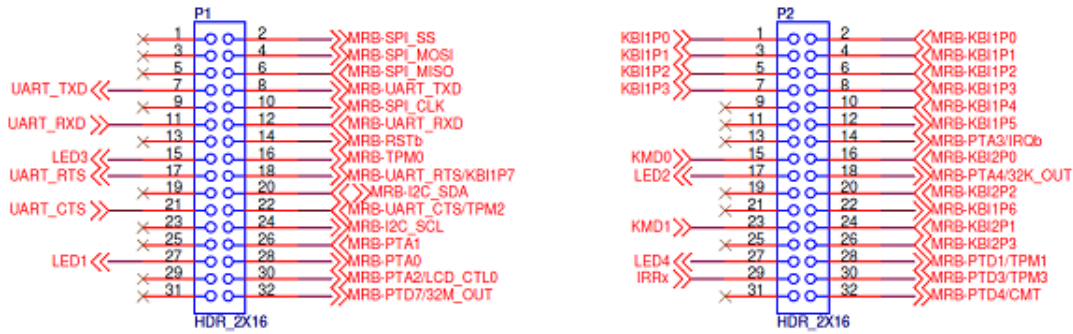 P1
1 2 MRB-SPI_SS
3 4 MRB-SPI_MOSI
5 6 MRB-SPI_MISO
UART_TXD 7 8 MRB-UART_TXD
9 10 MRB-SPI_CLK
UART_RXD 11 12 MRB-UART_RXD
13 14 MRB-RSTb
LED3 15 16 MRB-TPM0
UART_RTS 17 18 MRB-UART_RTS/KBI1P7
19 20 MRB-I2C_SDA
UART_CTS 21 22 MRB-UART_CTS/TPM2
23 24 MRB-I2C_SCL
25 26 MRB-PTA1
LED1 27 28 MRB-PTA0
29 30 MRB-PTA2/LCD_CTL0
31 32 MRB-PTD7/32M_OUT
HDR_2X16
P2
KBI1P0 1 2 MRB-KBI1P0
KBI1P1 3 4 MRB-KBI1P1
KBI1P2 5 6 MRB-KBI1P2
KBI1P3 7 8 MRB-KBI1P3
9 10 MRB-KBI1P4
11 12 MRB-KBI1P5
13 14 MRB-PTA3/IRQb
KMD0 15 16 MRB-KBI2P0
LED2 17 18 MRB-PTA4/32K_OUT
19 20 MRB-KBI2P2
21 22 MRB-KBI1P6
KMD1 23 24 MRB-KBI2P1
25 26 MRB-KBI2P3
LED4 27 28 MRB-PTD1/TPM1
IRRx 29 30 MRB-PTD3/TPM3
31 32 MRB-PTD4/CMT
HDR_2X16